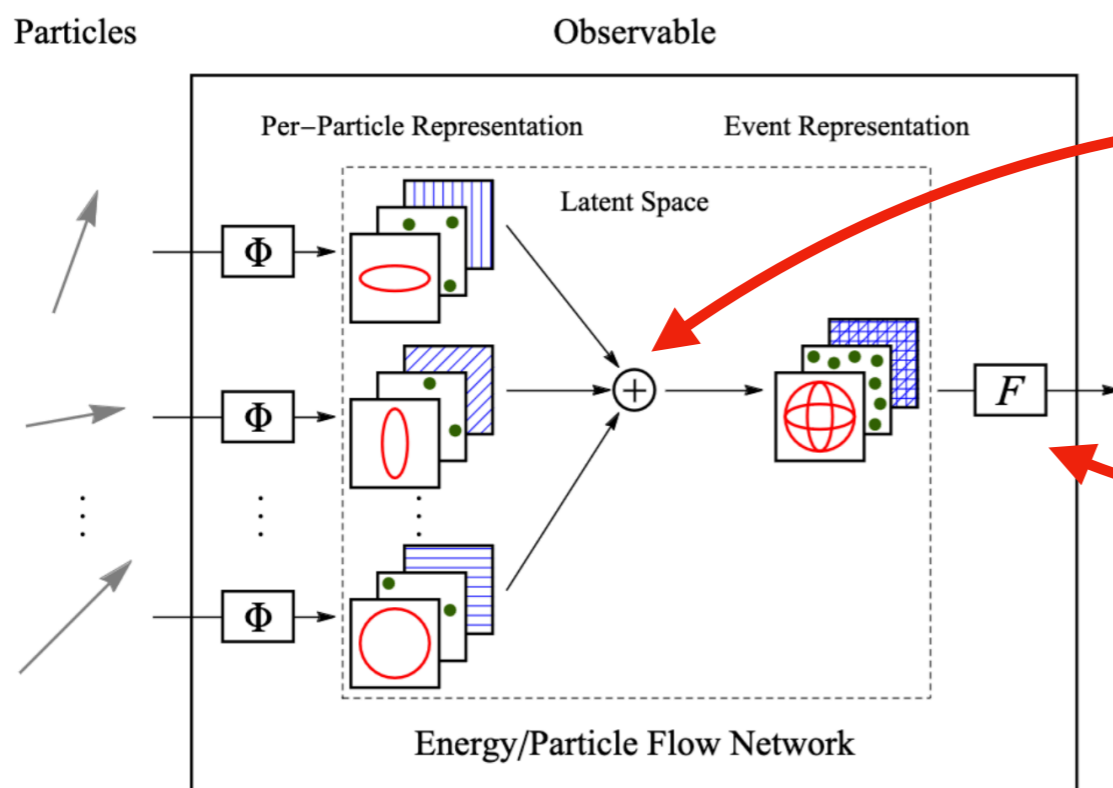 Particles
Observable
Per-Particle Representation
Event Representation
Latent Space
Φ
Φ
Φ
+
F
Energy/Particle Flow Network